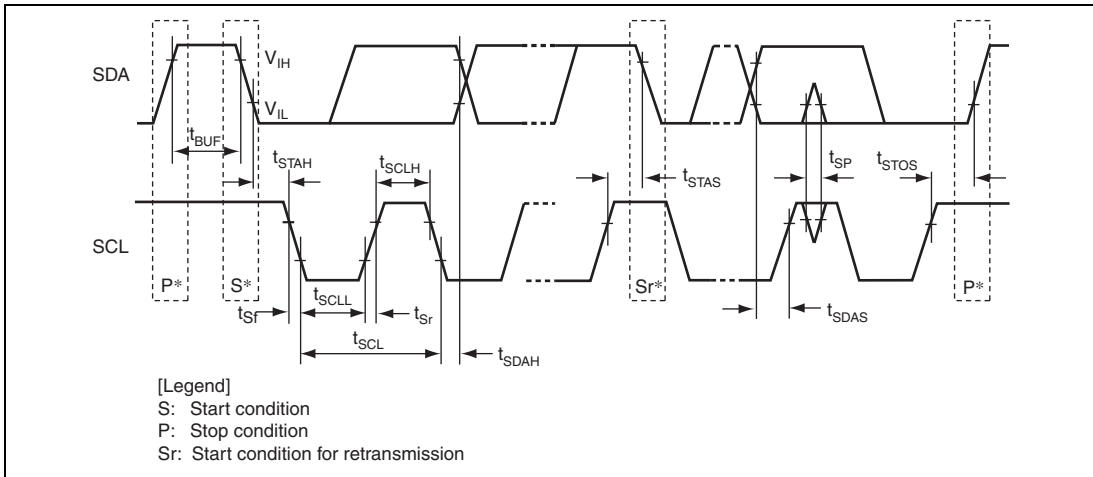 SDA
V_IH
V_IL
t_BUF
t_STAH
t_SCLH
t_STAS
t_SP
t_STOS
SCL
P*
S*
Sr*
P*
t_Sf
t_SCLL
t_Sr
t_SCL
t_SDAH
t_SDAS
[Legend]
S: Start condition
P: Stop condition
Sr: Start condition for retransmission